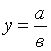 y = a/в